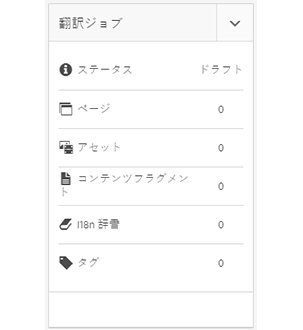 翻訳ジョブ
ステータス ドラフト
ページ 0
アセット 0
コンテンツフラグメン
ト 0
I18n 辞書 0
タグ 0